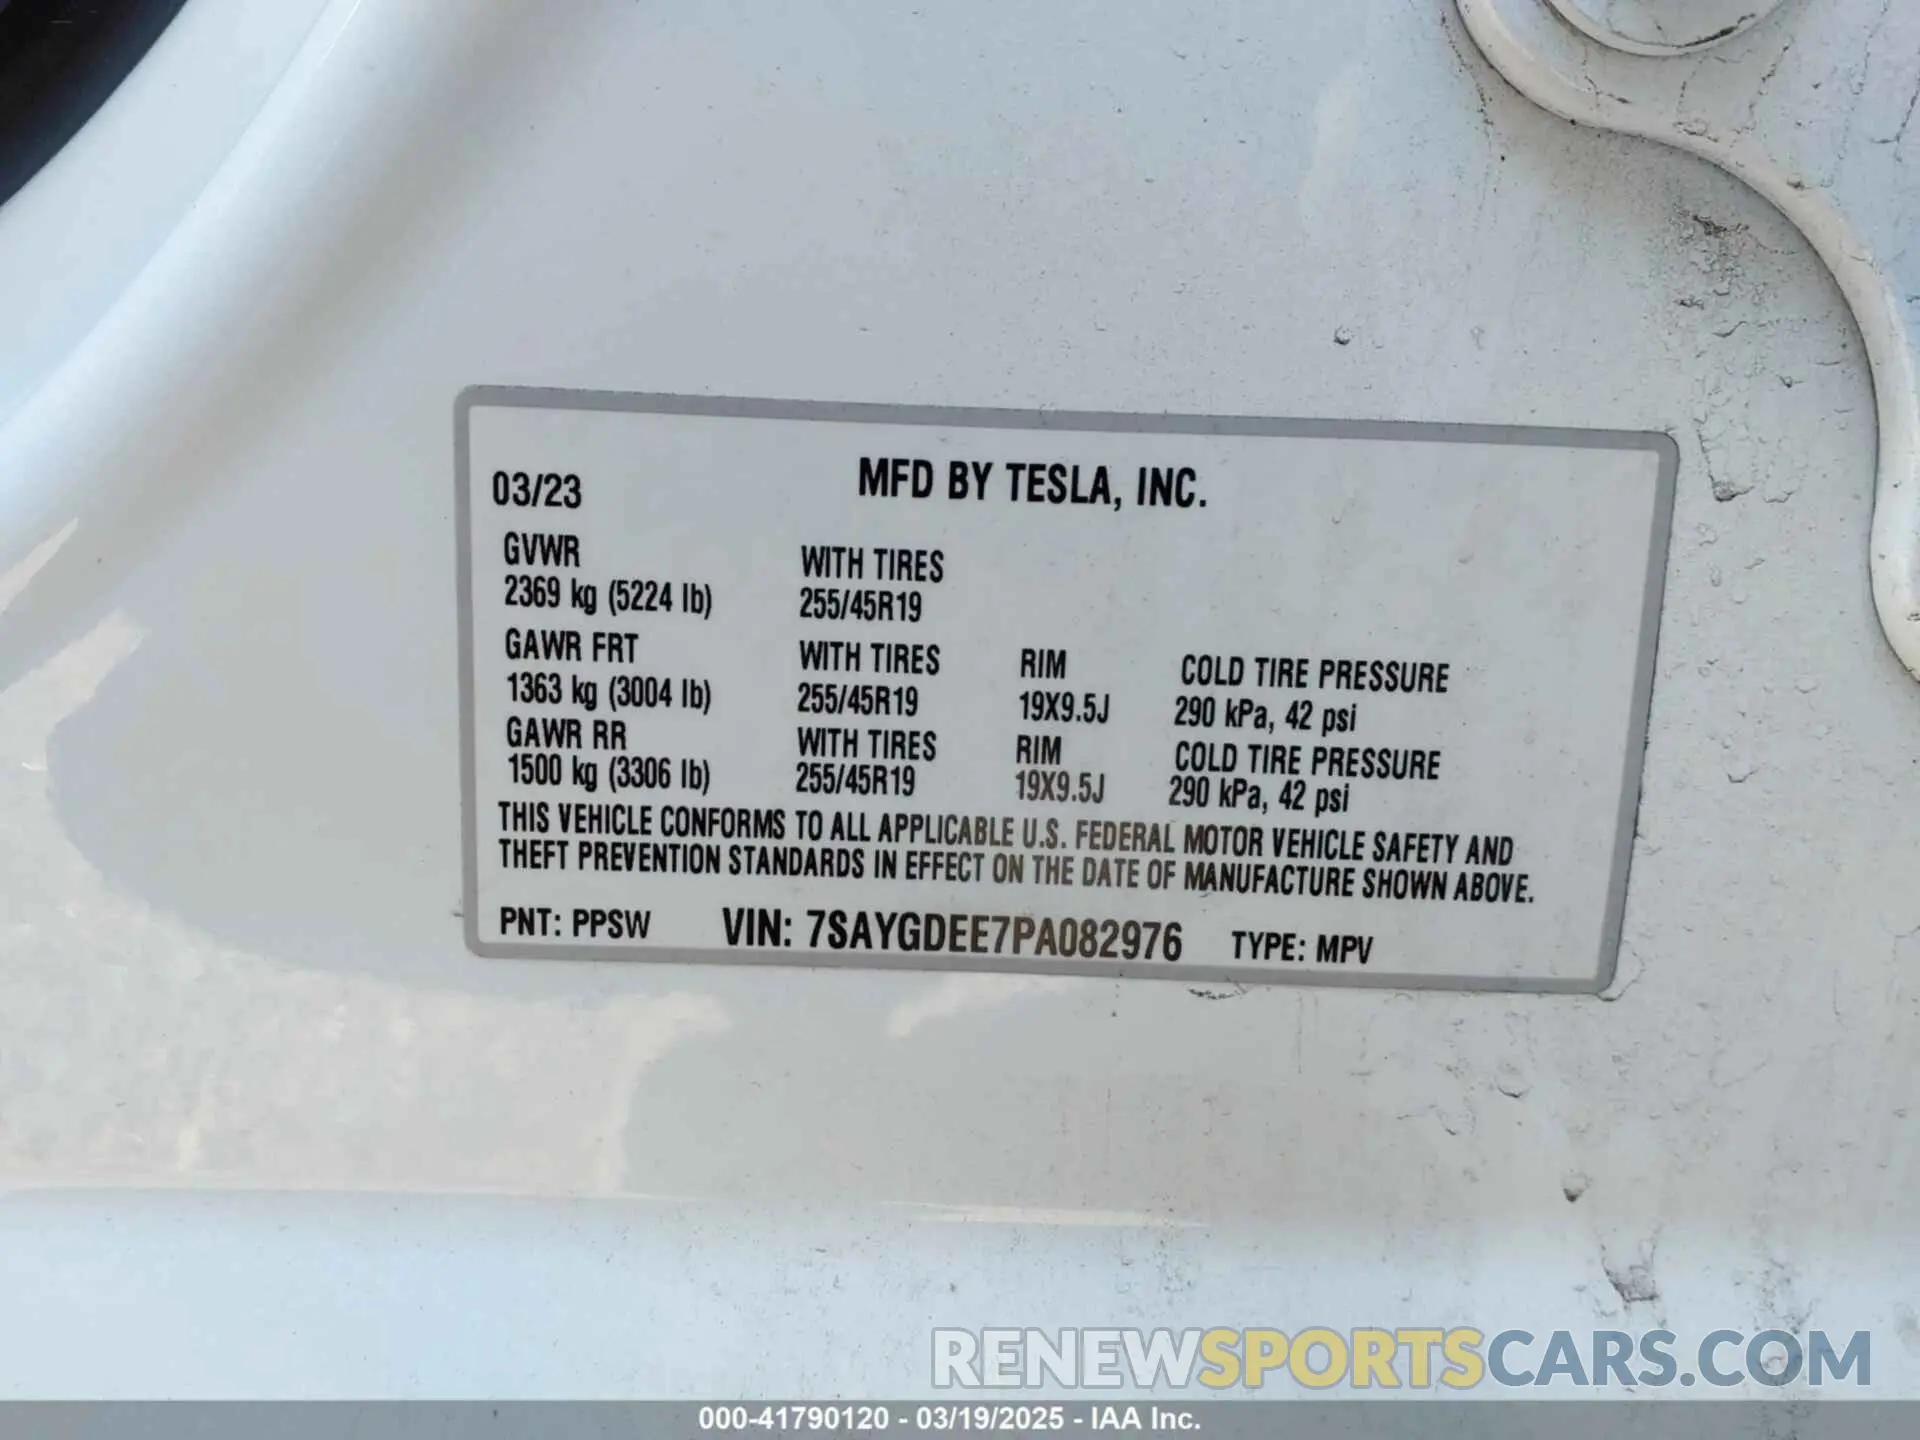 03/23 MFD BY TESLA, INC.
GVWR WITH TIRES
2369 kg (5224 lb) 255/45R19
GAWR FRT WITH TIRES RIM COLD TIRE PRESSURE
1363 kg (3004 lb) 255/45R19 19X9.5J 290 kPa, 42 psi
GAWR RR WITH TIRES RIM COLD TIRE PRESSURE
1500 kg (3306 lb) 255/45R19 19X9.5J 290 kPa, 42 psi
THIS VEHICLE CONFORMS TO ALL APPLICABLE U.S. FEDERAL MOTOR VEHICLE SAFETY AND
THEFT PREVENTION STANDARDS IN EFFECT ON THE DATE OF MANUFACTURE SHOWN ABOVE.
PNT: PPSW VIN: 7SAYGDEE7PA082976 TYPE: MPV
RENEWSPORTSCARS.COM
000-41790120 - 03/19/2025 - IAA Inc.